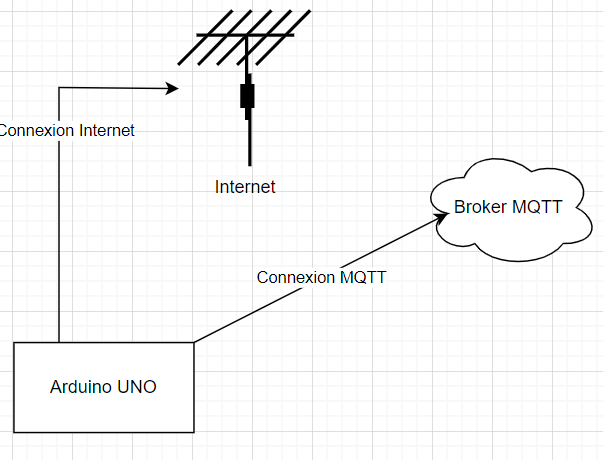 Connexion Internet
Internet
Broker MQTT
Connexion MQTT
Arduino UNO